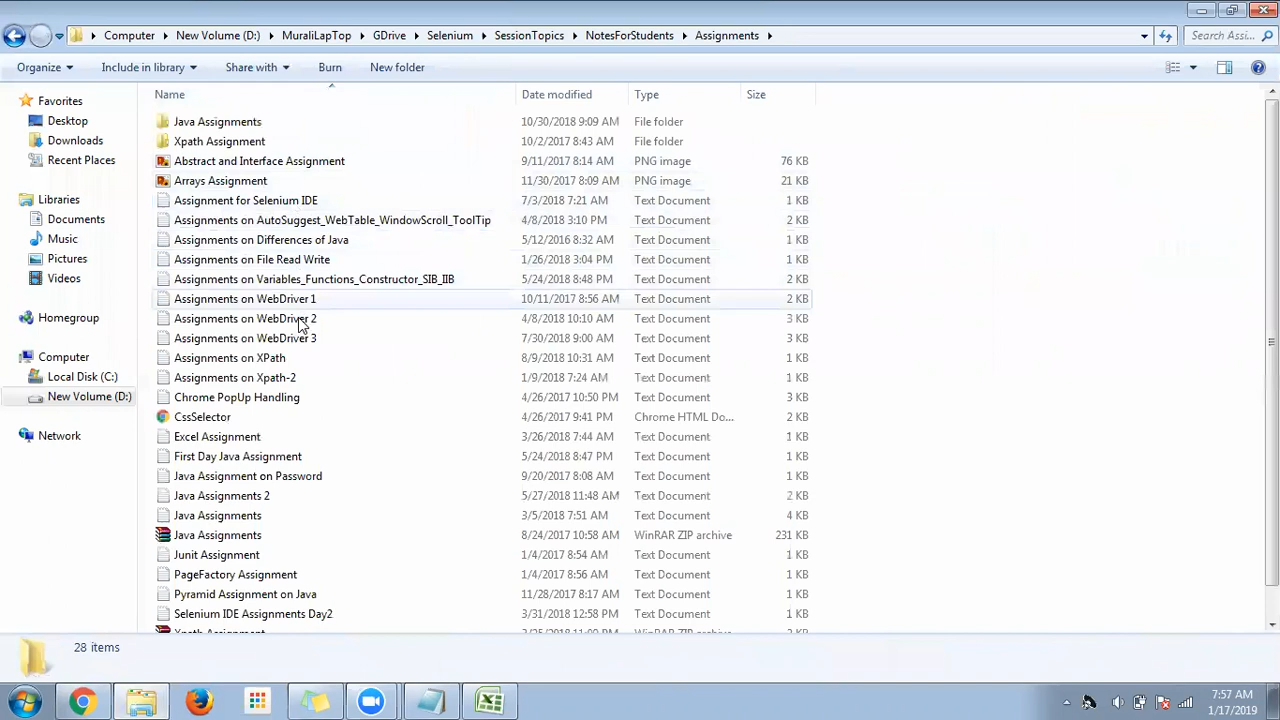 Computer ▸ New Volume (D:) ▸ MuraliLapTop ▸ GDrive ▸ Selenium ▸ SessionTopics ▸ NotesForStudents ▸ Assignments ▸ Search Assi...
Organize Include in library Share with Burn New folder
Name Date modified Type Size
Favorites
Desktop
Downloads
Recent Places
Libraries
Documents
Music
Pictures
Videos
Homegroup
Computer
Local Disk (C:)
New Volume (D:)
Network
Java Assignments 10/30/2018 9:09 AM File folder
Xpath Assignment 10/2/2017 8:43 AM File folder
Abstract and Interface Assignment 9/11/2017 8:14 AM PNG image 76 KB
Arrays Assignment PNG image 21 KB
Assignment for Selenium IDE 7/3/2018 7:21 AM Text Document 1 KB
Assignments on AutoSuggest_WebTable_WindowScroll_ToolTip 4/8/2018 3:10 PM Text Document 2 KB
Assignments on Differences of Java 5/12/2016 8:32 AM Text Document 1 KB
Assignments on File Read Write 1/26/2018 3:04 PM Text Document 1 KB
Assignments on Variables_Functions_Constructor_SIB_IIB 5/24/2018 8:48 PM Text Document 2 KB
Assignments on WebDriver 1 10/11/2017 8:56 AM Text Document 2 KB
Assignments on WebDriver 2 4/8/2018 10:10 AM Text Document 3 KB
Assignments on WebDriver 3 7/30/2018 9:00 AM Text Document 3 KB
Assignments on XPath 8/9/2018 10:31 AM Text Document 1 KB
Assignments on Xpath-2 1/9/2018 7:24 AM Text Document 1 KB
Chrome PopUp Handling 4/26/2017 10:50 PM Text Document 3 KB
CssSelector 4/26/2017 9:41 PM Chrome HTML Do... 2 KB
Excel Assignment 3/26/2018 7:44 AM Text Document 1 KB
First Day Java Assignment 5/24/2018 8:47 PM Text Document 1 KB
Java Assignment on Password 9/20/2017 8:08 AM Text Document 1 KB
Java Assignments 2 5/27/2018 11:48 AM Text Document 2 KB
Java Assignments 3/5/2018 7:51 AM Text Document 4 KB
Java Assignments 8/24/2017 10:58 AM WinRAR ZIP archive 231 KB
Junit Assignment 1/4/2017 8:54 AM Text Document 1 KB
PageFactory Assignment 1/4/2017 8:56 AM Text Document 1 KB
Pyramid Assignment on Java 11/28/2017 8:17 AM Text Document 1 KB
Selenium IDE Assignments Day2 3/31/2018 12:58 PM Text Document 1 KB
28 items
7:57 AM
1/17/2019